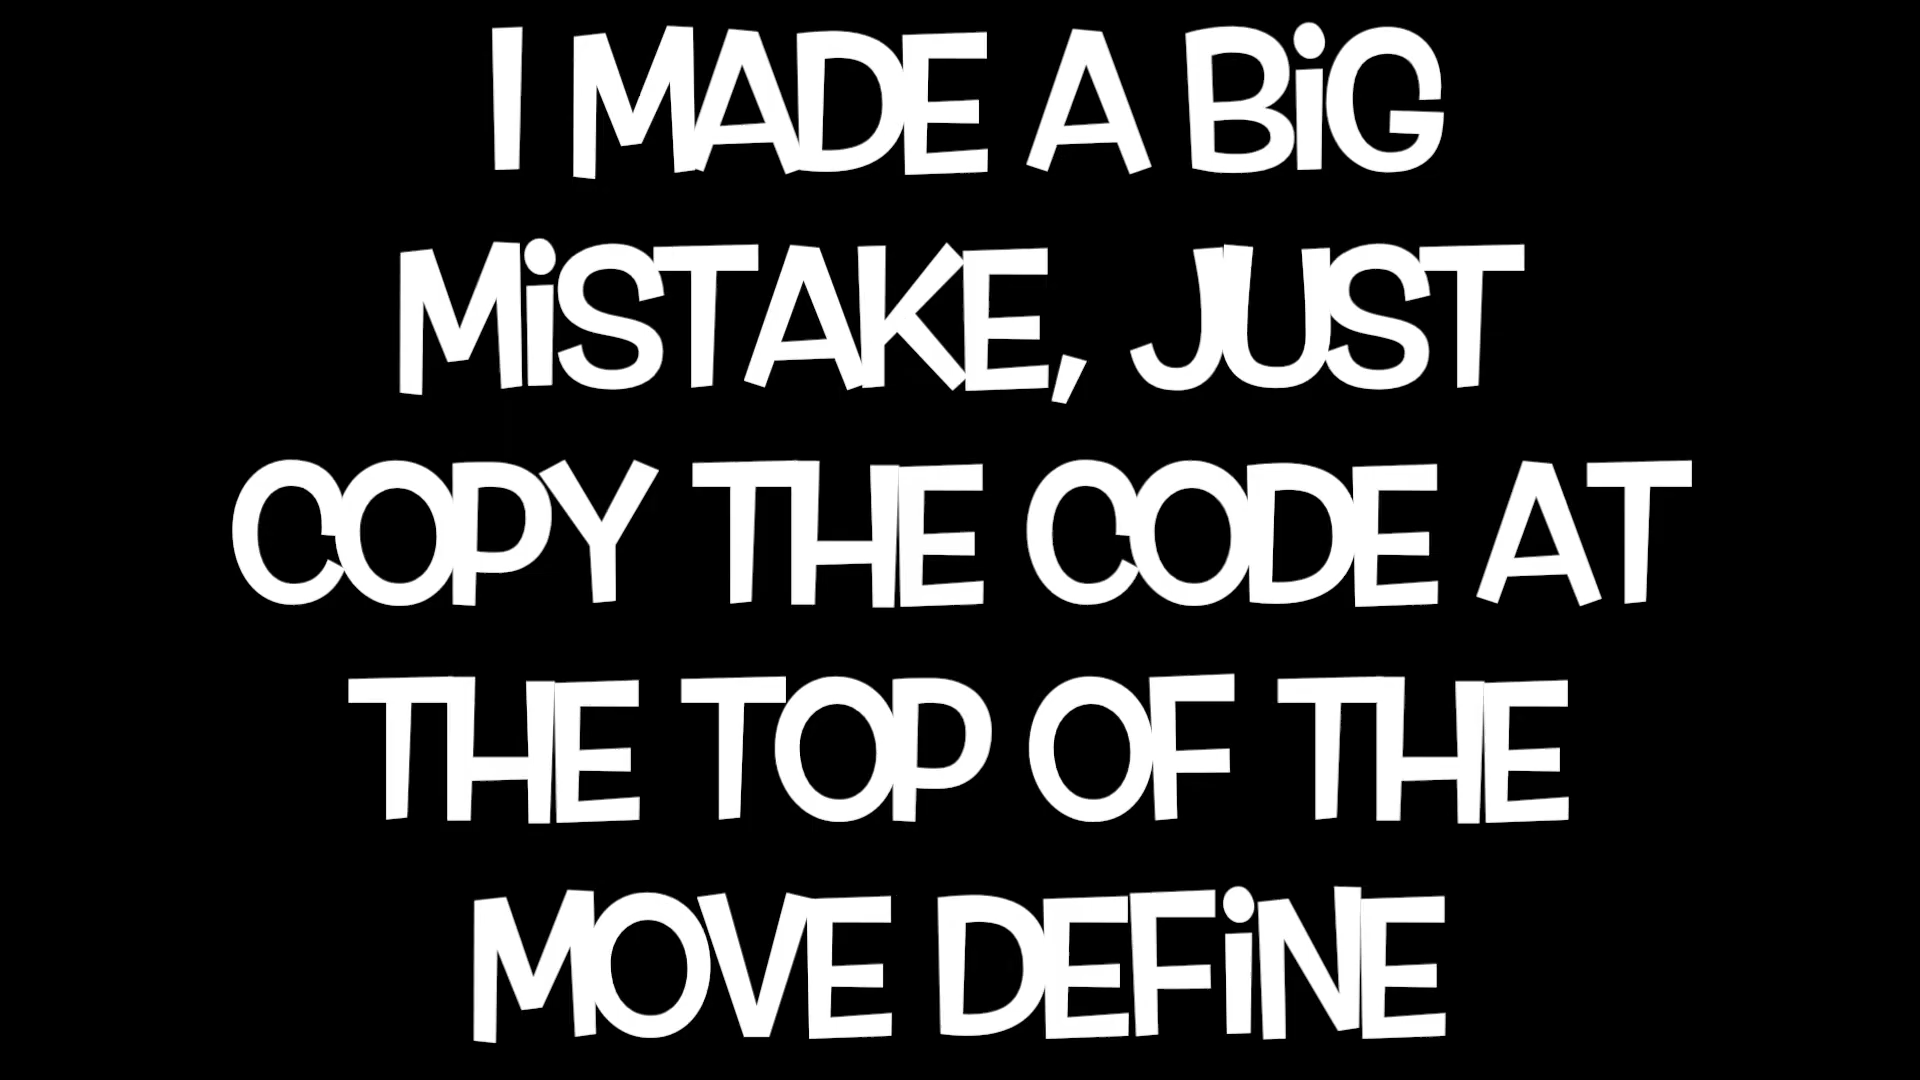 I MADE A BiG
MiSTAKE, JUST
COPY THE CODE AT
THE TOP OF THE
MOVE DEFiNE